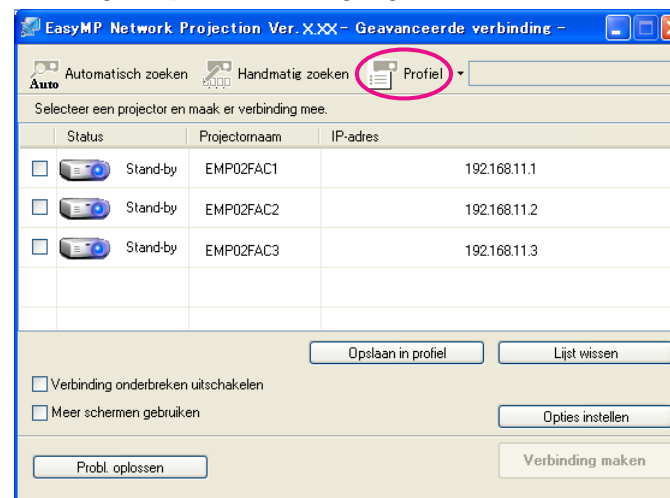 EasyMP Network Projection Ver. X.XX - Geavanceerde verbinding -
Auto Automatisch zoeken Handmatig zoeken Profiel
Selecteer een projector en maak er verbinding mee.
Status Projectornaam IP-adres
Stand-by EMP02FAC1 192.168.11.1
Stand-by EMP02FAC2 192.168.11.2
Stand-by EMP02FAC3 192.168.11.3
Opslaan in profiel Lijst wissen
Verbinding onderbreken uitschakelen
Meer schermen gebruiken
Opties instellen
Probl. oplossen Verbinding maken